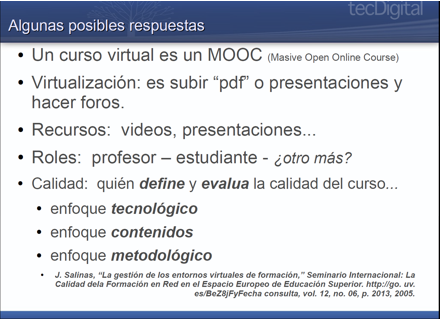 tecDigital
Algunas posibles respuestas
• Un curso virtual es un MOOC (Masive Open Online Course)
• Virtualización: es subir “pdf” o presentaciones y
hacer foros.
• Recursos: videos, presentaciones...
• Roles: profesor – estudiante - ¿otro más?
• Calidad: quién define y evalua la calidad del curso...
• enfoque tecnológico
• enfoque contenidos
• enfoque metodológico
• J. Salinas, “La gestión de los entornos virtuales de formación,” Seminario Internacional: La
Calidad dela Formación en Red en el Espacio Europeo de Educación Superior. http://go. uv.
es/BeZ8jFyFecha consulta, vol. 12, no. 06, p. 2013, 2005.